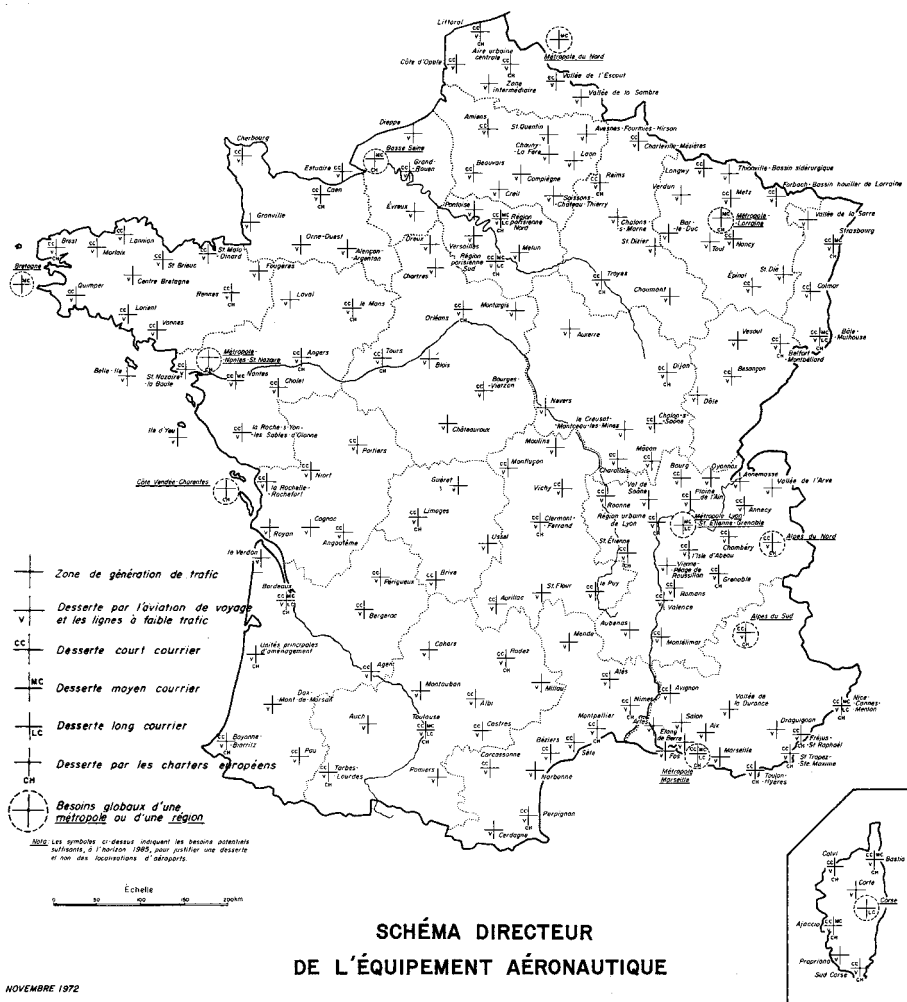 Littoral
CC
V
CH
Aire urbaine
centrale
MC
CH
Métropole du Nord
Côte d'Opale
Zone
intermédiaire
Vallée de l'Escaut
Vallée de la Sambre
Dieppe
Amiens
St. Quentin
Avesnes-Fourmies-Hirson
Charleville-Mézières
Cherbourg
Chauny-
La Fère
Laon
Basse Seine
Estuaire
Grand-
Rouen
Beauvais
Compiègne
Reims
Longwy
Thionville-Bassin sidérurgique
Caen
Creil
Soissons-
Château-Thierry
Verdun
Metz
Forbach-Bassin houiller de Lorraine
Évreux
Pontoise
Région
parisienne
Nord
Châlons-
s-Marne
Bar-
le-Duc
Métropole-
Lorraine
Vallée de la Sarre
Granville
Strasbourg
Brest
Morlaix
Lannion
St Brieuc
St Malo
Dinard
Orne-Ouest
Alençon
Argentan
Dreux
Versailles
Région
parisienne
Sud
Melun
St Dizier
Toul
Nancy
Bretagne
Centre Bretagne
Fougères
Chartres
Troyes
Chaumont
Épinal
St. Dié
Colmar
Quimper
Rennes
Laval
le Mans
Orléans
Montargis
Lorient
Vannes
Auxerre
Vesoul
Bâle-
Mulhouse
Métropole-
Nantes-St Nazaire
Angers
Tours
Blois
Belfort-
Montbéliard
Belle-Ile
St Nazaire
la Baule
Nantes
Cholet
Bourges-
Vierzon
Dijon
Besançon
Nevers
Dôle
Ile d'Yeu
la Roche-s-Yon-
les Sables d'Olonne
Poitiers
Châteauroux
le Creusot-
Montceau-les-Mines
Chalon-s-
Saône
Moulins
Mâcon
Côte Vendée-Charentes
Niort
la Rochelle-
Rochefort
Guéret
Montluçon
Charollais
Bourg
Oyonnax
Annemasse
Vichy
Val de
Saône
Plaine
de l'Ain
Vallée de l'Arve
Roanne
Annecy
Royan
Cognac
Angoulême
Limoges
Clermont-
Ferrand
Région urbaine
de Lyon
Métropole Lyon
St Etienne-Grenoble
Alpes du Nord
Ussel
St. Étienne
l'Isle d'Abeau
Chambéry
le Verdon
Vienne-
Péage de
Roussillon
Grenoble
Périgueux
Brive
St. Flour
le Puy
Romans
Bordeaux
Bergerac
Aurillac
Valence
Aubenas
Alpes du Sud
Unités principales
d'aménagement
Cahors
Rodez
Mende
Montélimar
Agen
Alès
Dax-
Mont-de-Marsan
Montauban
Albi
Millau
Avignon
Vallée de
la Durance
Nice-
Cannes-
Menton
Auch
Toulouse
Castres
Montpellier
Nîmes
Arles
Salon
Aix
Draguignan
Bayonne-
Biarritz
Pau
Béziers
Sète
Etang
de Berre
Fos
Marseille
Fréjus-
St Raphaël
St Tropez-
Ste Maxime
Tarbes-
Lourdes
Pamiers
Carcassonne
Narbonne
Métropole
Marseille
Toulon-
Hyères
Perpignan
Cerdagne
Zone de génération de trafic
V
Desserte par l'aviation de voyage
et les lignes à faible trafic
CC
Desserte court courrier
MC
Desserte moyen courrier
LC
Desserte long courrier
CH
Desserte par les charters européens
Besoins globaux d'une
métropole ou d'une région
Nota: Les symboles ci-dessus indiquent les besoins potentiels
suffisants, à l'horizon 1985, pour justifier une desserte
et non des localisations d'aéroports.
Échelle
0 50 100 150 200km
Calvi
Bastia
Corte
Corse
Ajaccio
Propriano
Sud Corse
SCHÉMA DIRECTEUR
DE L'ÉQUIPEMENT AÉRONAUTIQUE
NOVEMBRE 1972